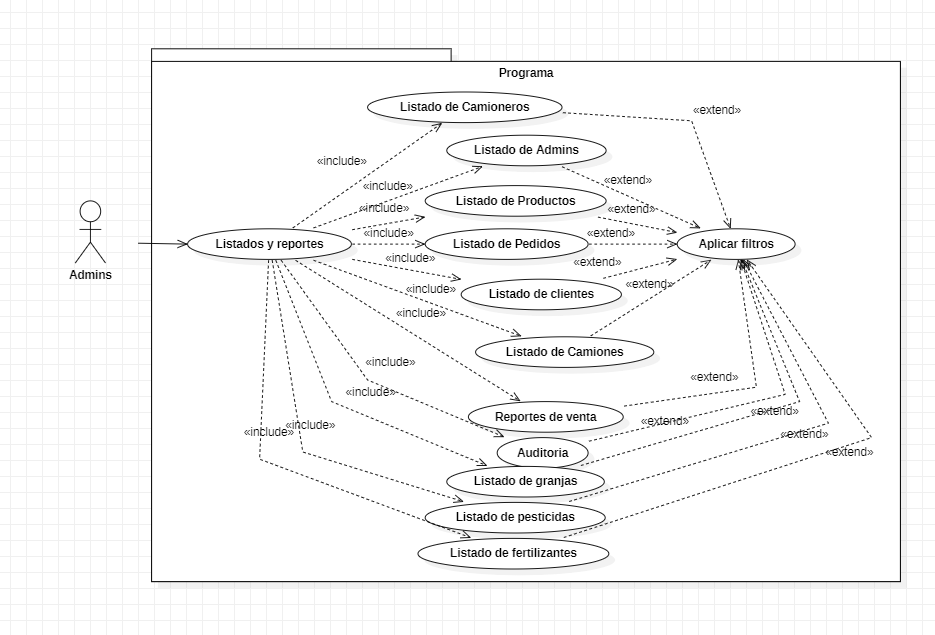 Programa
Listado de Camioneros
«extend»
Listado de Admins
«include»
«extend»
«include»
Listado de Productos
«include»
«extend»
«include»
«extend»
Admins
Listados y reportes
Listado de Pedidos
Aplicar filtros
«include»
«extend»
«include»
Listado de clientes
«extend»
«include»
Listado de Camiones
«include»
«extend»
«include»
Reportes de venta
«extend»
«extend»
«include»
«include»
«extend»
«extend»
Auditoria
Listado de granjas
Listado de pesticidas
Listado de fertilizantes